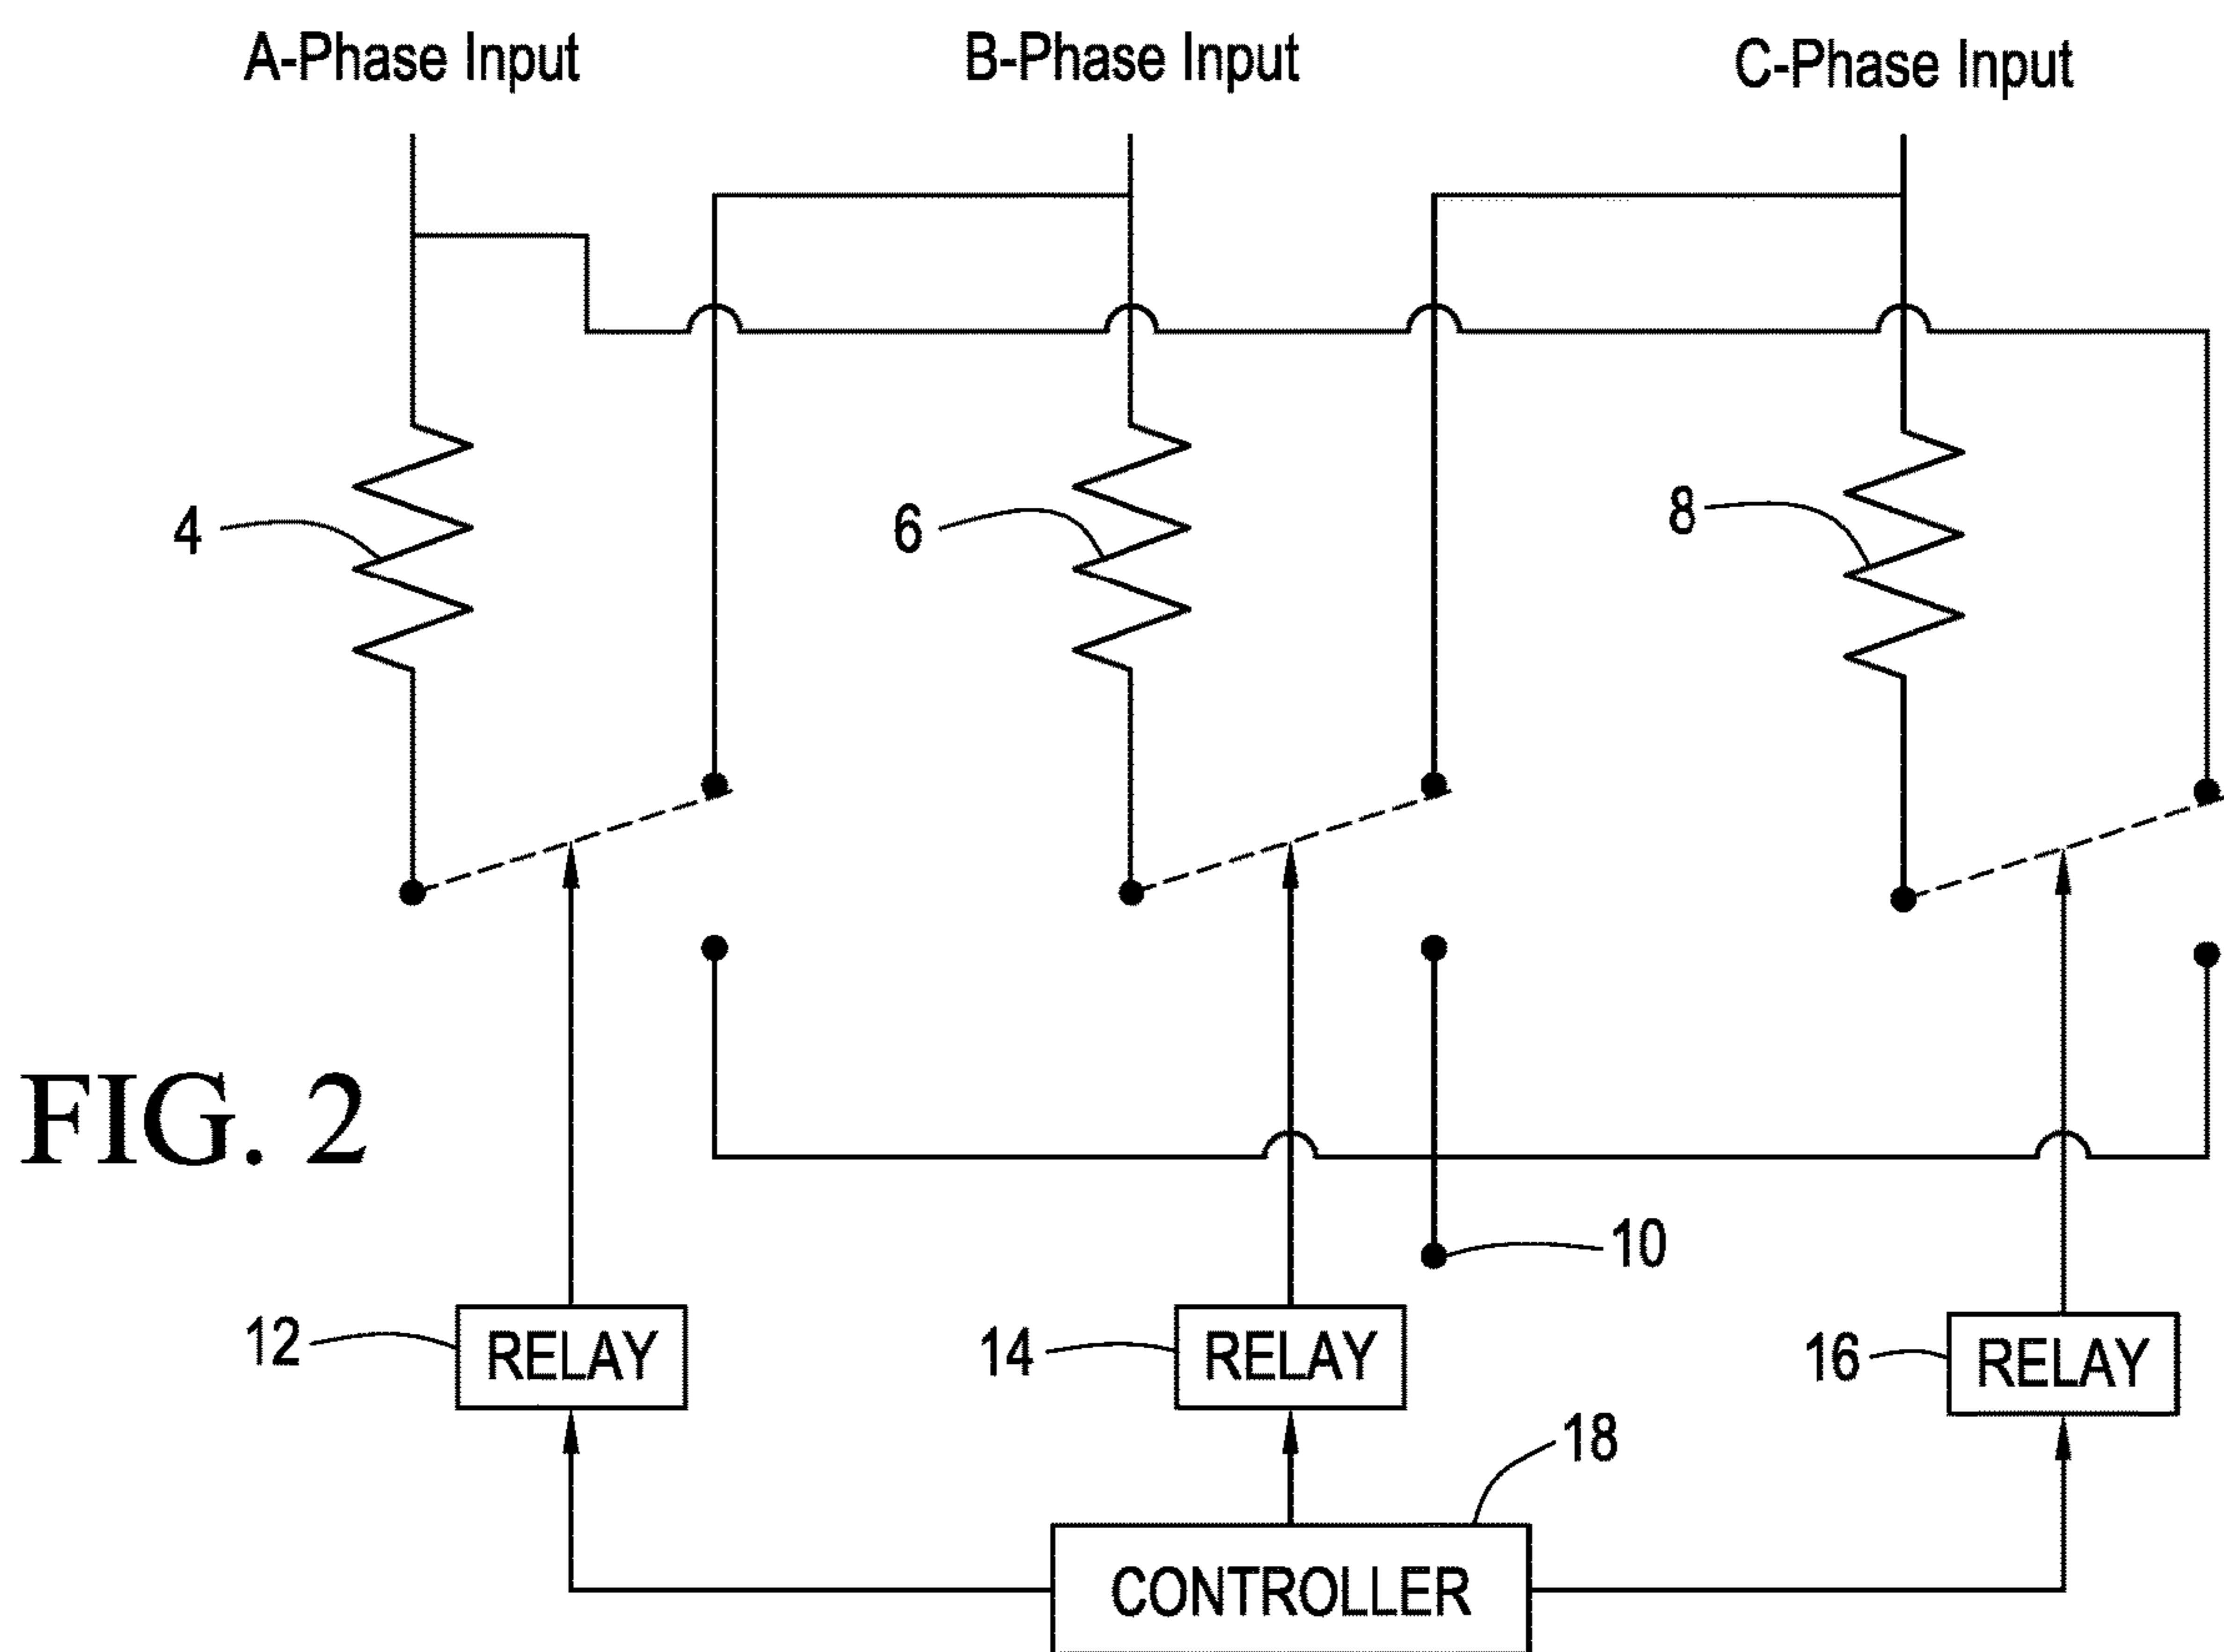 A-Phase Input
B-Phase Input
C-Phase Input
4
6
8
FIG. 2
10
12
RELAY
14
RELAY
16
RELAY
18
CONTROLLER